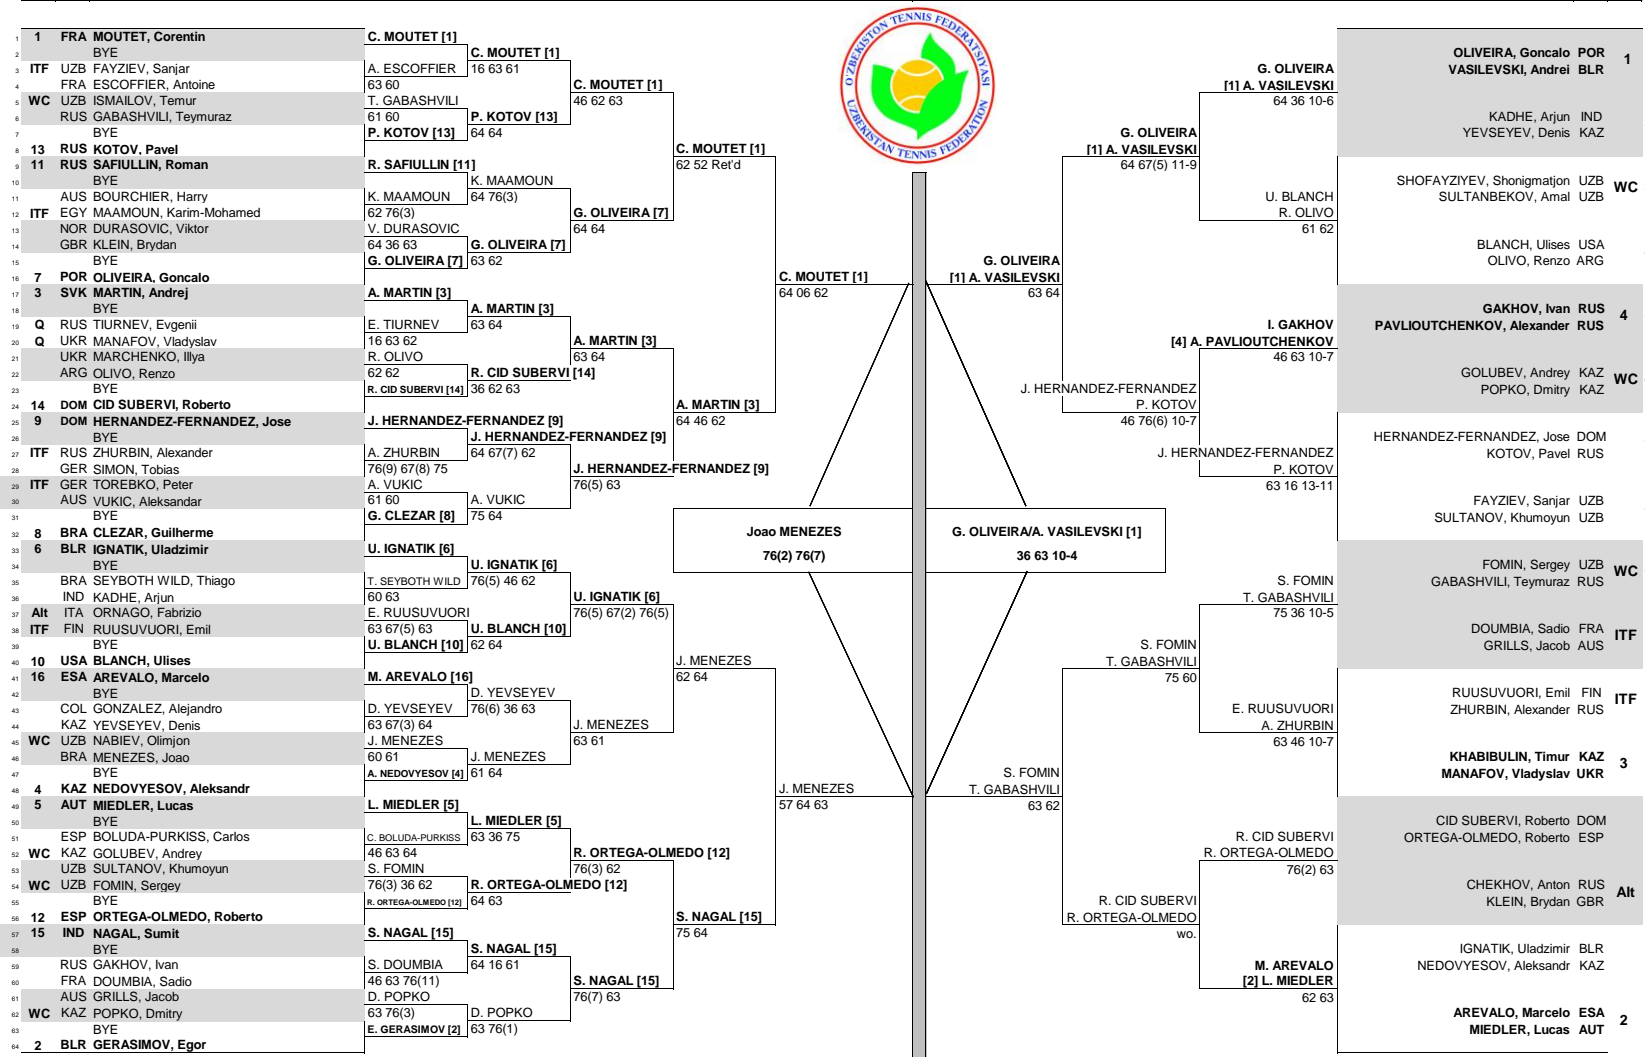 1 1 FRA MOUTET, Corentin
2 BYE
3 ITF UZB FAYZIEV, Sanjar
4 FRA ESCOFFIER, Antoine
5 WC UZB ISMAILOV, Temur
6 RUS GABASHVILI, Teymuraz
7 BYE
8 13 RUS KOTOV, Pavel
9 11 RUS SAFIULLIN, Roman
10 BYE
11 AUS BOURCHIER, Harry
12 ITF EGY MAAMOUN, Karim-Mohamed
13 NOR DURASOVIC, Viktor
14 GBR KLEIN, Brydan
15 BYE
16 7 POR OLIVEIRA, Goncalo
17 3 SVK MARTIN, Andrej
18 BYE
19 Q RUS TIURNEV, Evgenii
20 Q UKR MANAFOV, Vladyslav
21 UKR MARCHENKO, Illya
22 ARG OLIVO, Renzo
23 BYE
24 14 DOM CID SUBERVI, Roberto
25 9 DOM HERNANDEZ-FERNANDEZ, Jose
26 BYE
27 ITF RUS ZHURBIN, Alexander
28 GER SIMON, Tobias
29 ITF GER TOREBKO, Peter
30 AUS VUKIC, Aleksandar
31 BYE
32 8 BRA CLEZAR, Guilherme
33 6 BLR IGNATIK, Uladzimir
34 BYE
35 BRA SEYBOTH WILD, Thiago
36 IND KADHE, Arjun
37 Alt ITA ORNAGO, Fabrizio
38 ITF FIN RUUSUVUORI, Emil
39 BYE
40 10 USA BLANCH, Ulises
41 16 ESA AREVALO, Marcelo
42 BYE
43 COL GONZALEZ, Alejandro
44 KAZ YEVSEYEV, Denis
45 WC UZB NABIEV, Olimjon
46 BRA MENEZES, Joao
47 BYE
48 4 KAZ NEDOVYESOV, Aleksandr
49 5 AUT MIEDLER, Lucas
50 BYE
51 ESP BOLUDA-PURKISS, Carlos
52 WC KAZ GOLUBEV, Andrey
53 UZB SULTANOV, Khumoyun
54 WC UZB FOMIN, Sergey
55 BYE
56 12 ESP ORTEGA-OLMEDO, Roberto
57 15 IND NAGAL, Sumit
58 BYE
59 RUS GAKHOV, Ivan
60 FRA DOUMBIA, Sadio
61 AUS GRILLS, Jacob
62 WC KAZ POPKO, Dmitry
63 BYE
64 2 BLR GERASIMOV, Egor
C. MOUTET [1]
A. ESCOFFIER
63 60
T. GABASHVILI
61 60
P. KOTOV [13]
R. SAFIULLIN [11]
K. MAAMOUN
62 76(3)
V. DURASOVIC
64 36 63
G. OLIVEIRA [7]
A. MARTIN [3]
E. TIURNEV
16 63 62
R. OLIVO
62 62
R. CID SUBERVI [14]
J. HERNANDEZ-FERNANDEZ [9]
A. ZHURBIN
76(9) 67(8) 75
A. VUKIC
61 60
G. CLEZAR [8]
U. IGNATIK [6]
T. SEYBOTH WILD
60 63
E. RUUSUVUORI
63 67(5) 63
U. BLANCH [10]
M. AREVALO [16]
D. YEVSEYEV
63 67(3) 64
J. MENEZES
60 61
A. NEDOVYESOV [4]
L. MIEDLER [5]
C. BOLUDA-PURKISS
46 63 64
S. FOMIN
76(3) 36 62
R. ORTEGA-OLMEDO [12]
S. NAGAL [15]
S. DOUMBIA
46 63 76(11)
D. POPKO
63 76(3)
E. GERASIMOV [2]
C. MOUTET [1]
16 63 61
P. KOTOV [13]
64 64
K. MAAMOUN
64 76(3)
G. OLIVEIRA [7]
63 62
A. MARTIN [3]
63 64
R. CID SUBERVI [14]
36 62 63
J. HERNANDEZ-FERNANDEZ [9]
64 67(7) 62
A. VUKIC
75 64
U. IGNATIK [6]
76(5) 46 62
U. BLANCH [10]
62 64
D. YEVSEYEV
76(6) 36 63
J. MENEZES
61 64
L. MIEDLER [5]
63 36 75
R. ORTEGA-OLMEDO [12]
64 63
S. NAGAL [15]
64 16 61
D. POPKO
63 76(1)
C. MOUTET [1]
46 62 63
G. OLIVEIRA [7]
64 64
A. MARTIN [3]
63 64
J. HERNANDEZ-FERNANDEZ [9]
76(5) 63
U. IGNATIK [6]
76(5) 67(2) 76(5)
J. MENEZES
63 61
R. ORTEGA-OLMEDO [12]
76(3) 62
S. NAGAL [15]
76(7) 63
C. MOUTET [1]
62 52 Ret'd
A. MARTIN [3]
64 46 62
J. MENEZES
62 64
S. NAGAL [15]
75 64
C. MOUTET [1]
64 06 62
J. MENEZES
57 64 63
Joao MENEZES
76(2) 76(7)
O'ZBEKISTON TENNIS FEDERATSIYASI
UZBEKISTAN TENNIS FEDERATION
G. OLIVEIRA/A. VASILEVSKI [1]
36 63 10-4
G. OLIVEIRA
[1] A. VASILEVSKI
63 64
S. FOMIN
T. GABASHVILI
63 62
G. OLIVEIRA
[1] A. VASILEVSKI
64 67(5) 11-9
J. HERNANDEZ-FERNANDEZ
P. KOTOV
46 76(6) 10-7
S. FOMIN
T. GABASHVILI
75 60
R. CID SUBERVI
R. ORTEGA-OLMEDO
wo.
G. OLIVEIRA
[1] A. VASILEVSKI
64 36 10-6
U. BLANCH
R. OLIVO
61 62
I. GAKHOV
[4] A. PAVLIOUTCHENKOV
46 63 10-7
J. HERNANDEZ-FERNANDEZ
P. KOTOV
63 16 13-11
S. FOMIN
T. GABASHVILI
75 36 10-5
E. RUUSUVUORI
A. ZHURBIN
63 46 10-7
R. CID SUBERVI
R. ORTEGA-OLMEDO
76(2) 63
M. AREVALO
[2] L. MIEDLER
62 63
OLIVEIRA, Goncalo POR
VASILEVSKI, Andrei BLR
1
KADHE, Arjun IND
YEVSEYEV, Denis KAZ
SHOFAYZIYEV, Shonigmatjon UZB
SULTANBEKOV, Amal UZB
WC
BLANCH, Ulises USA
OLIVO, Renzo ARG
GAKHOV, Ivan RUS
PAVLIOUTCHENKOV, Alexander RUS
4
GOLUBEV, Andrey KAZ
POPKO, Dmitry KAZ
WC
HERNANDEZ-FERNANDEZ, Jose DOM
KOTOV, Pavel RUS
FAYZIEV, Sanjar UZB
SULTANOV, Khumoyun UZB
FOMIN, Sergey UZB
GABASHVILI, Teymuraz RUS
WC
DOUMBIA, Sadio FRA
GRILLS, Jacob AUS
ITF
RUUSUVUORI, Emil FIN
ZHURBIN, Alexander RUS
ITF
KHABIBULIN, Timur KAZ
MANAFOV, Vladyslav UKR
3
CID SUBERVI, Roberto DOM
ORTEGA-OLMEDO, Roberto ESP
CHEKHOV, Anton RUS
KLEIN, Brydan GBR
Alt
IGNATIK, Uladzimir BLR
NEDOVYESOV, Aleksandr KAZ
AREVALO, Marcelo ESA
MIEDLER, Lucas AUT
2